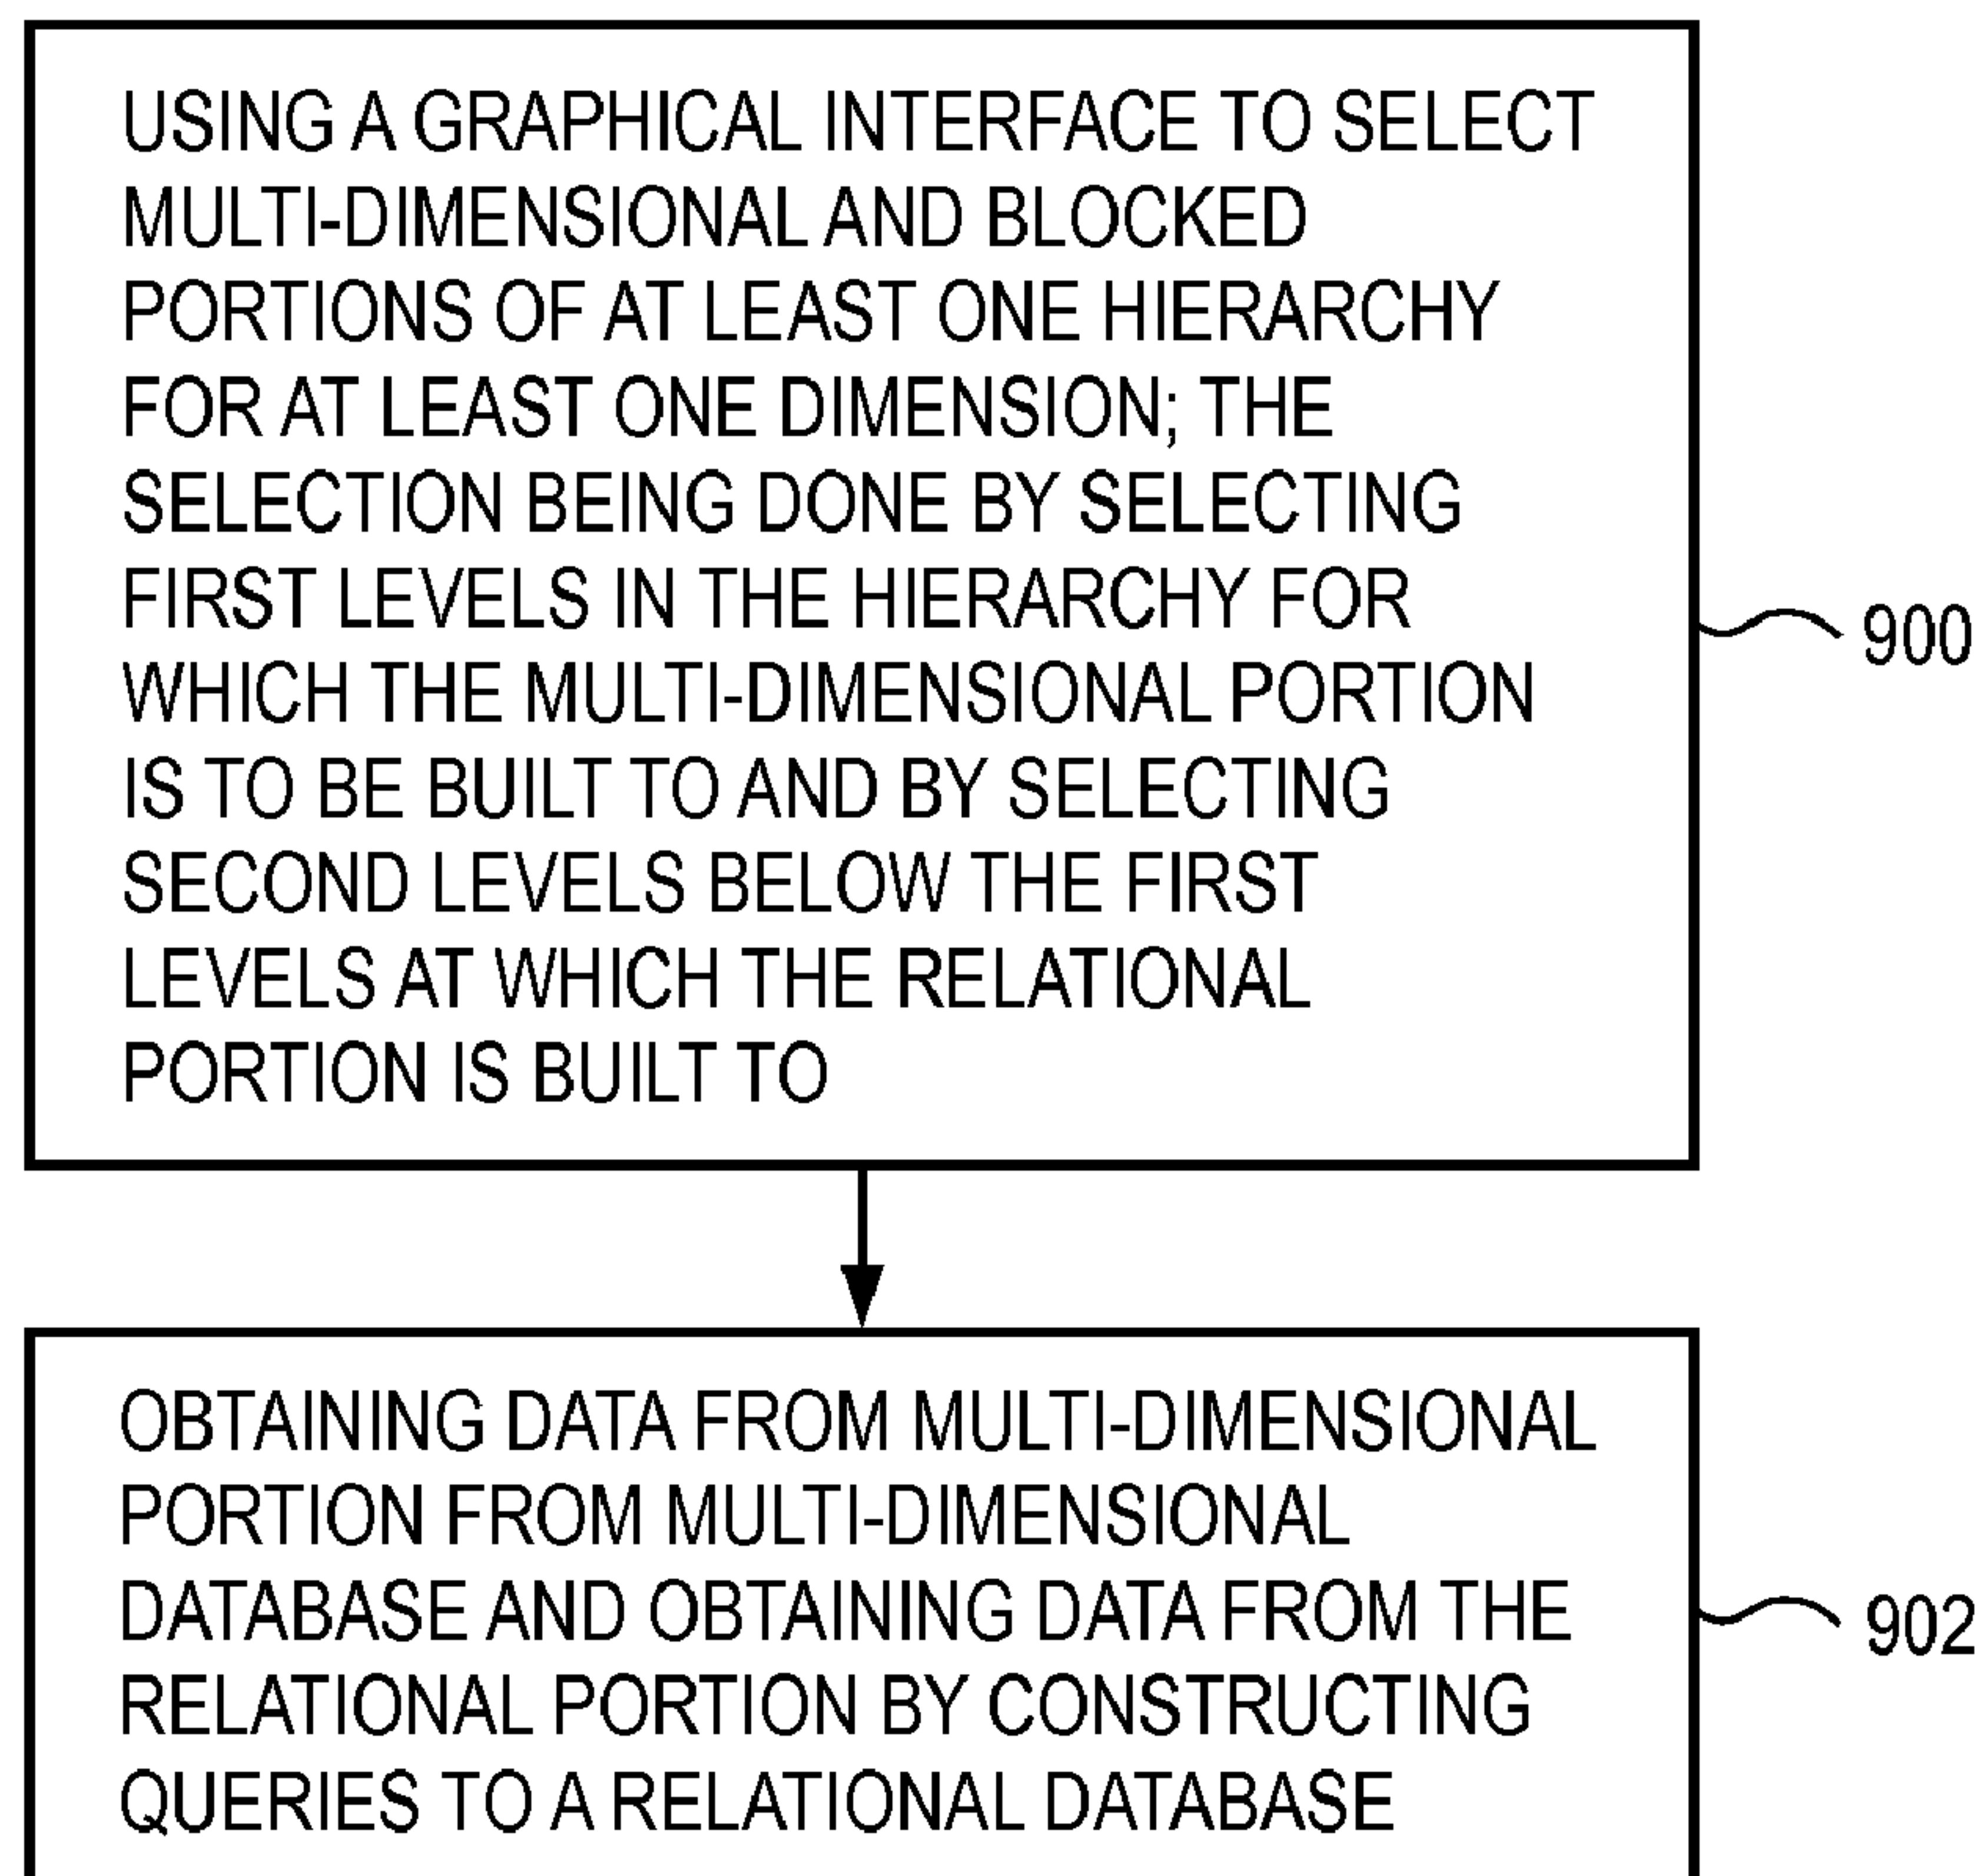 USING A GRAPHICAL INTERFACE TO SELECT
MULTI-DIMENSIONAL AND BLOCKED
PORTIONS OF AT LEAST ONE HIERARCHY
FOR AT LEAST ONE DIMENSION; THE
SELECTION BEING DONE BY SELECTING
FIRST LEVELS IN THE HIERARCHY FOR
WHICH THE MULTI-DIMENSIONAL PORTION
IS TO BE BUILT TO AND BY SELECTING
SECOND LEVELS BELOW THE FIRST
LEVELS AT WHICH THE RELATIONAL
PORTION IS BUILT TO
900
OBTAINING DATA FROM MULTI-DIMENSIONAL
PORTION FROM MULTI-DIMENSIONAL
DATABASE AND OBTAINING DATA FROM THE
RELATIONAL PORTION BY CONSTRUCTING
QUERIES TO A RELATIONAL DATABASE
902